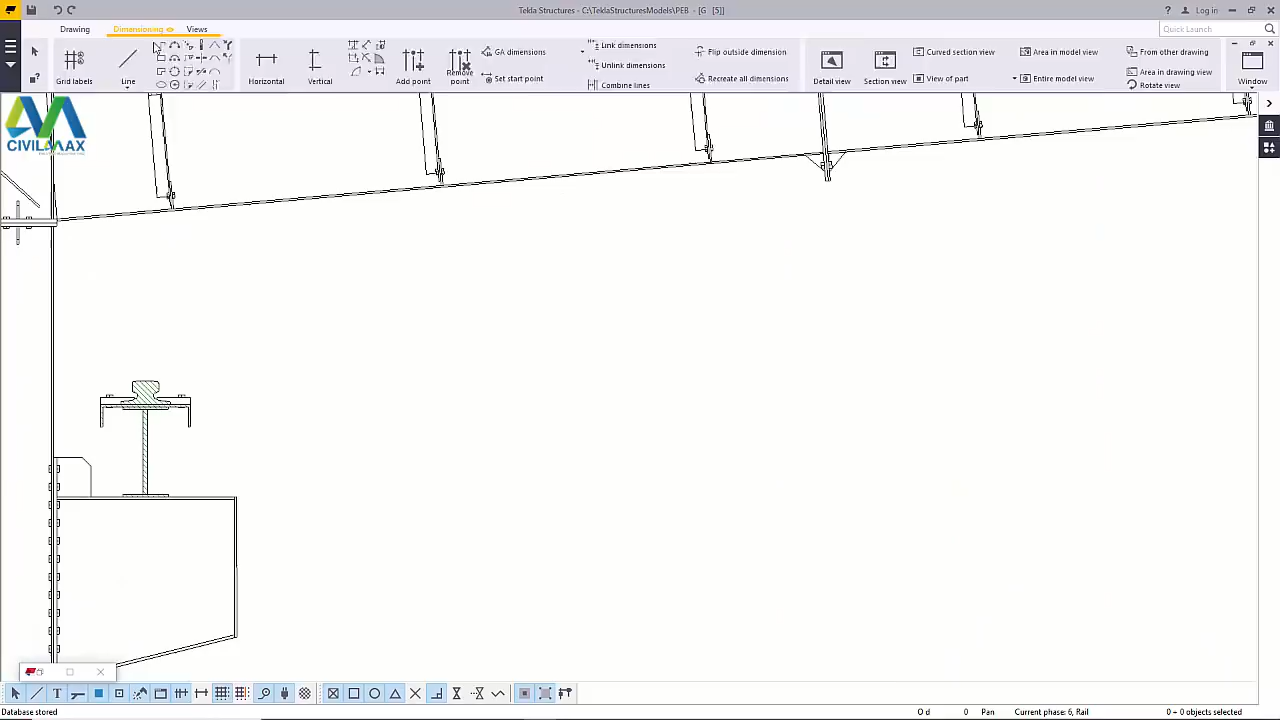 Tekla Structures - C:\TeklaStructuresModels\PEB - [G [5]]
Log in
Drawing
Dimensioning
Views
Quick Launch
Grid labels
Line
Horizontal
Vertical
Add point
Remove point
GA dimensions
Set start point
Link dimensions
Unlink dimensions
Combine lines
Flip outside dimension
Recreate all dimensions
Detail view
Section view
Curved section view
View of part
Area in model view
Entire model view
From other drawing
Area in drawing view
Rotate view
Window
CIVILMAX
Database stored
O d
0
Pan
Current phase: 6, Rail
0 + 0 objects selected